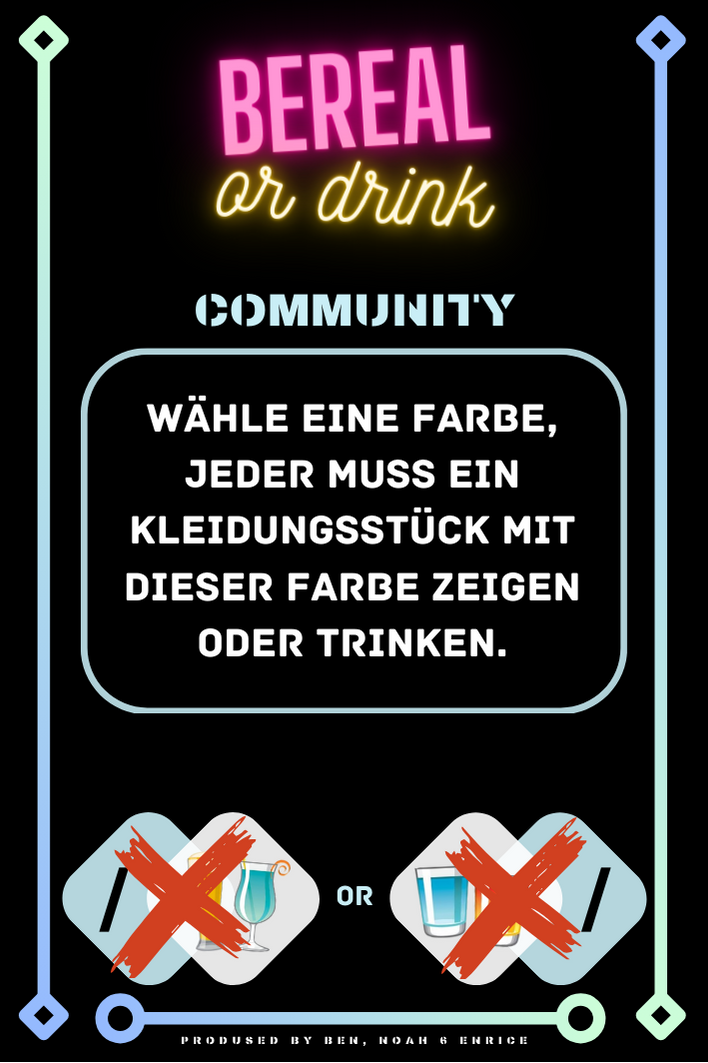 BEREAL
or drink
COMMUNITY
WÄHLE EINE FARBE,
JEDER MUSS EIN
KLEIDUNGSSTÜCK MIT
DIESER FARBE ZEIGEN
ODER TRINKEN.
/ OR /
PRODUSED BY BEN, NOAH & ENRICE